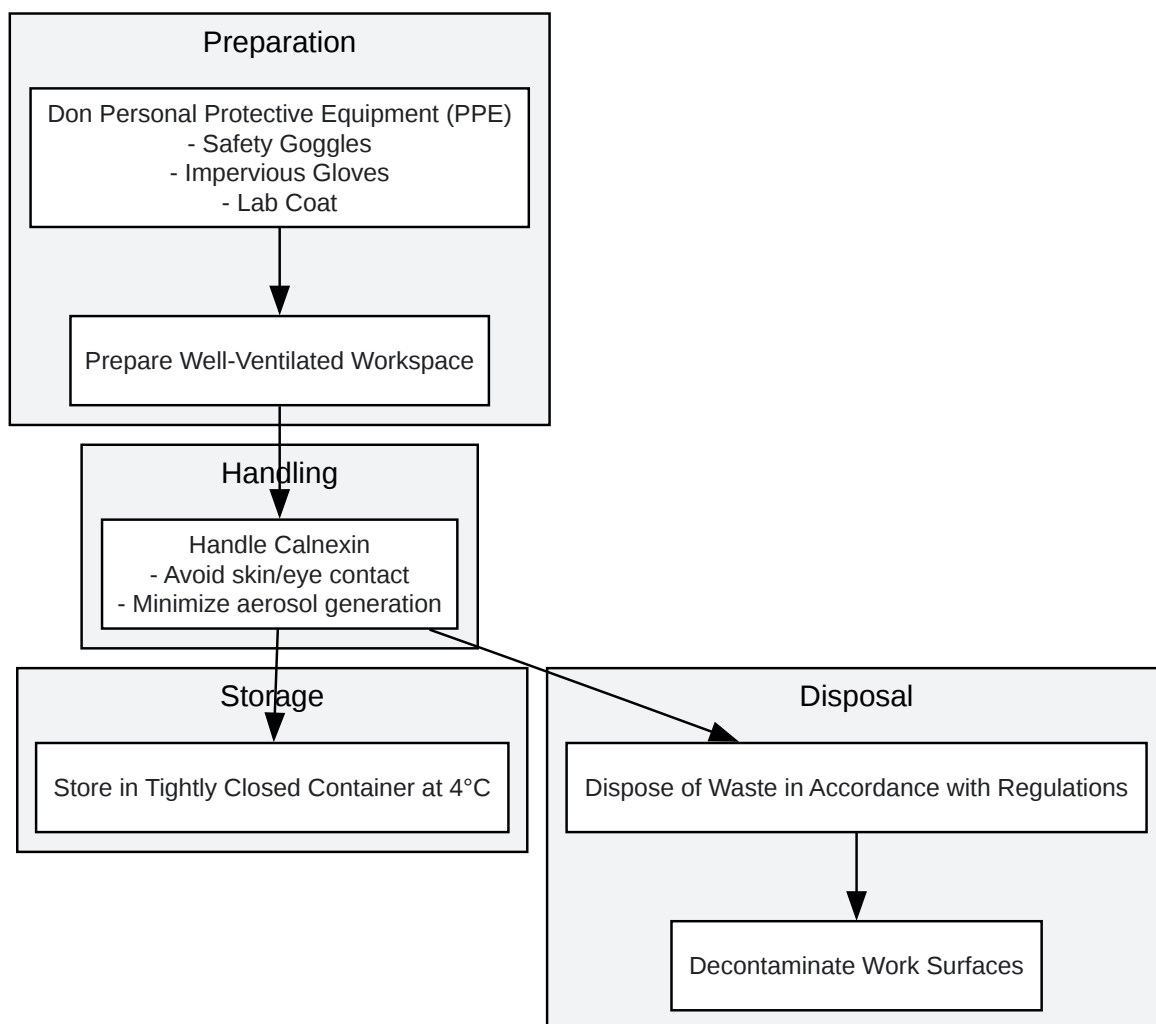 Preparation
Don Personal Protective Equipment (PPE)
- Safety Goggles
- Impervious Gloves
- Lab Coat
Prepare Well-Ventilated Workspace
Handling
Handle Calnexin
- Avoid skin/eye contact
- Minimize aerosol generation
Storage
Store in Tightly Closed Container at 4°C
Disposal
Dispose of Waste in Accordance with Regulations
Decontaminate Work Surfaces